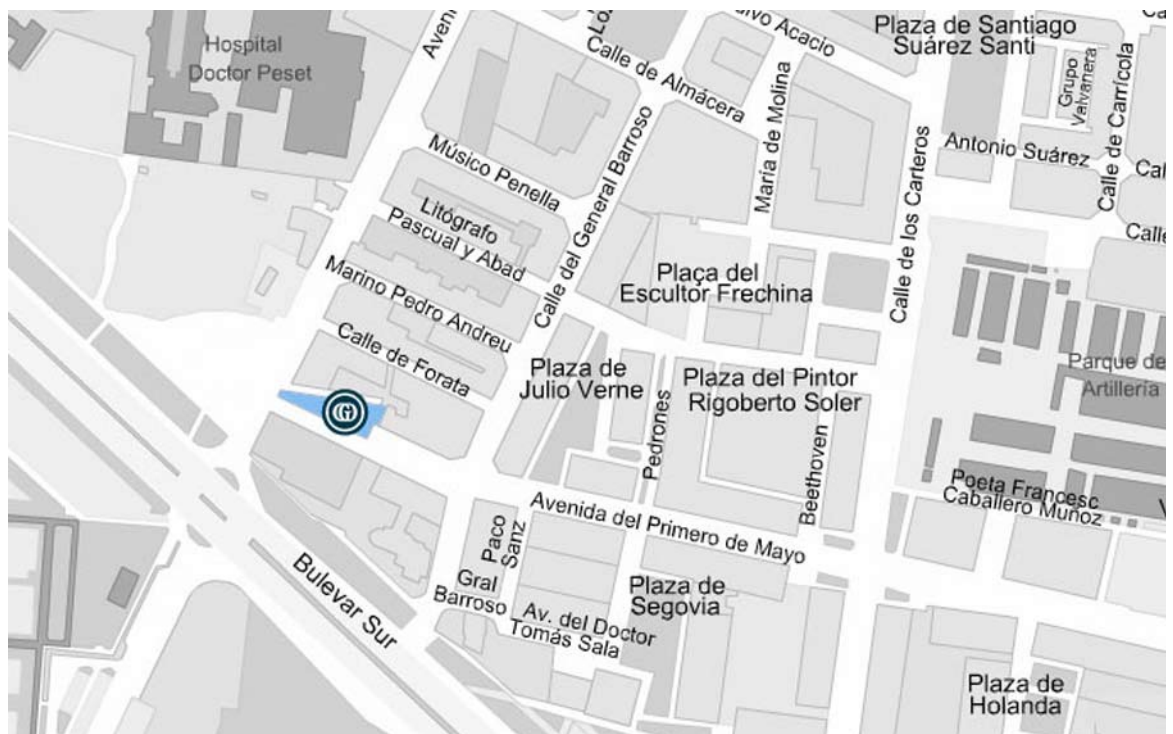 Hospital
Doctor Peset
Aveni
Calle de Almácera
Acacio
Plaza de Santiago
Suárez Santi
Grupo
Valvanera
Calle de Carrícola
María de Molina
Antonio Suárez
Músico Penella
Calle del General Barroso
Calle de los Carteros
Litógrafo
Pascual y Abad
Calle
Marino Pedro Andreu
Plaça del
Escultor Frechina
Calle de Forata
Plaza de
Julio Verne
Plaza del Pintor
Rigoberto Soler
Parque de
Artillería
Pedrones
Beethoven
Poeta Francesc
Caballero Muñoz
Avenida del Primero de Mayo
Paco
Sanz
Bulevar Sur
Gral
Barroso
Plaza de
Segovia
Av. del Doctor
Tomás Sala
Plaza de
Holanda